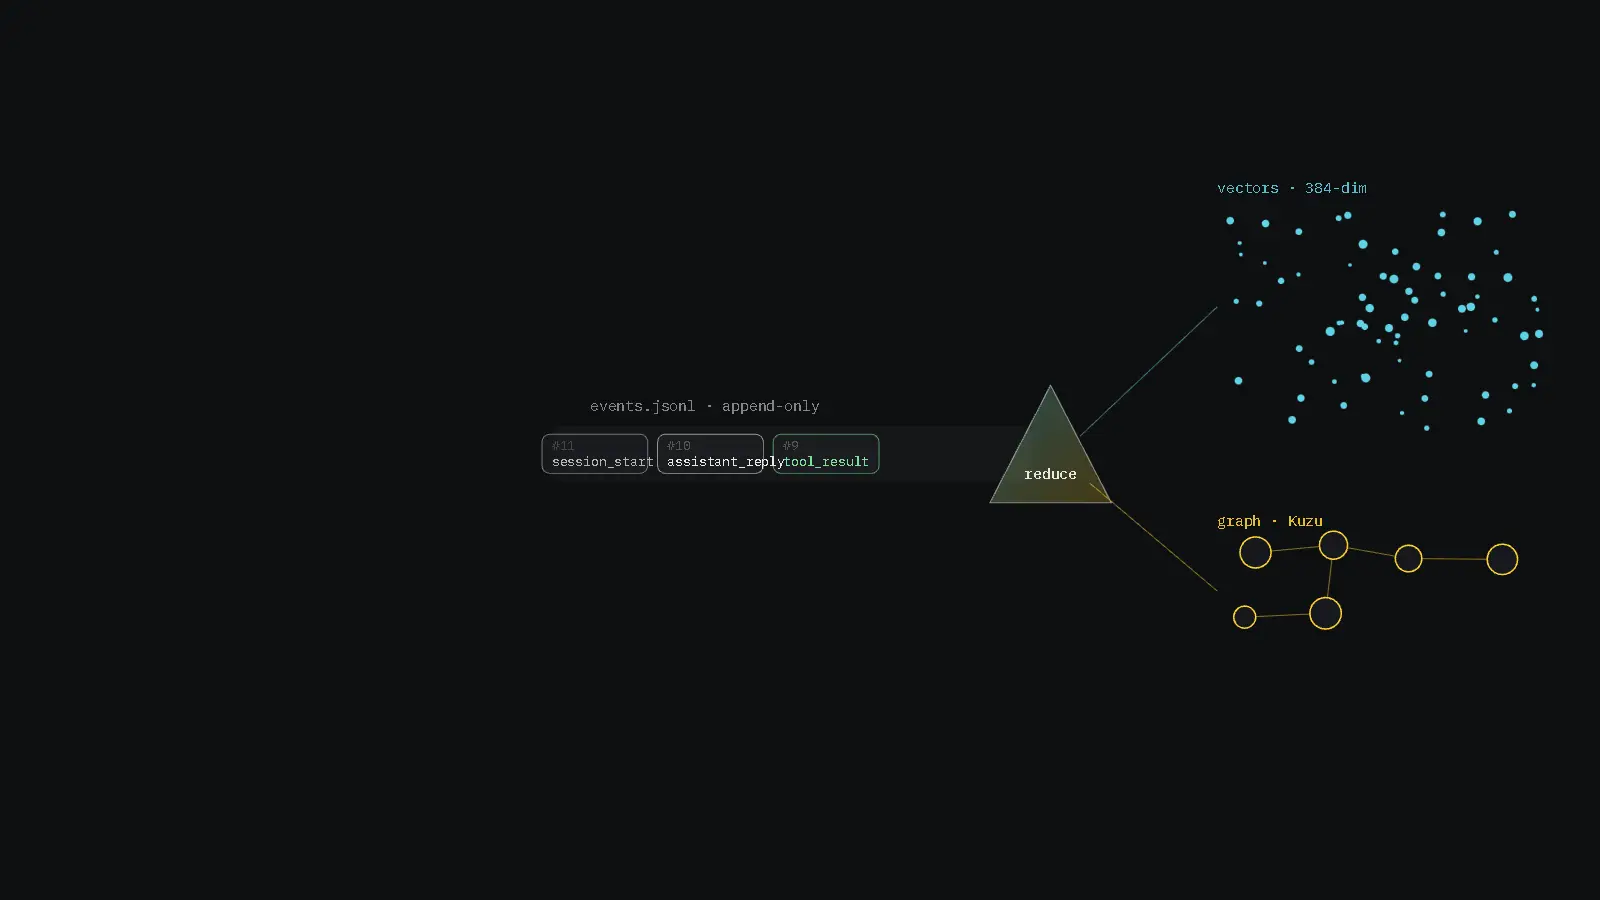 vectors · 384-dim
events.jsonl · append-only
#11
session_start
#10
assistant_reply
#9
tool_result
reduce
graph · Kuzu